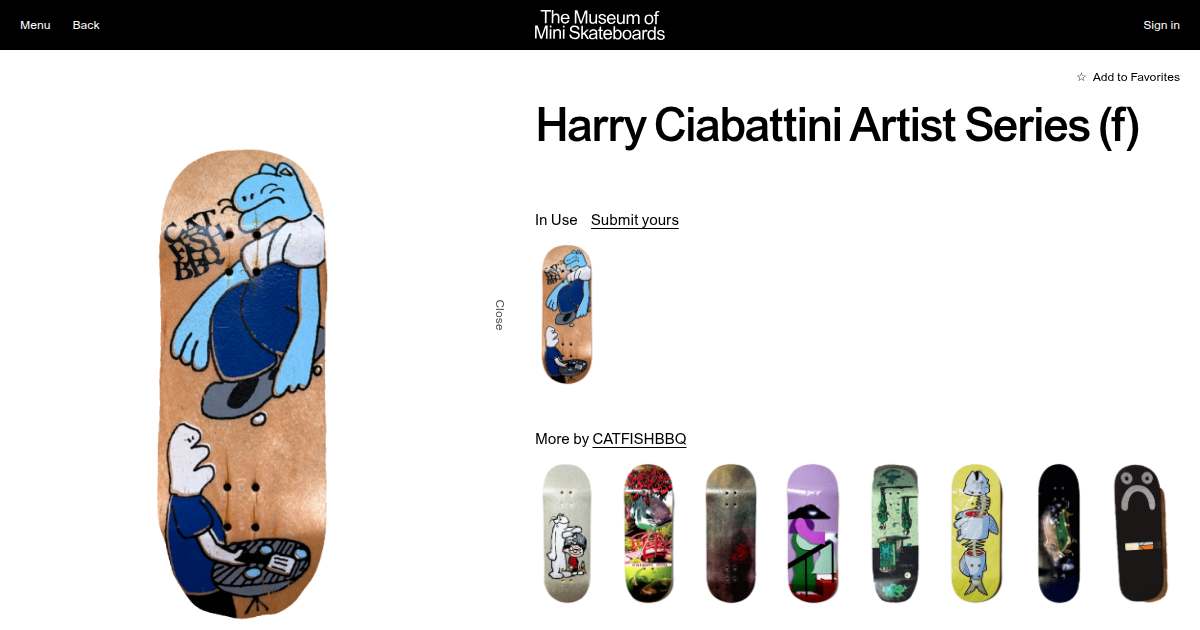 Menu
Back
The Museum of
Mini Skateboards
Sign in
☆ Add to Favorites
Harry Ciabattini Artist Series (f)
CAT
FISH
BBQ
Close
In Use
Submit yours
More by CATFISHBBQ